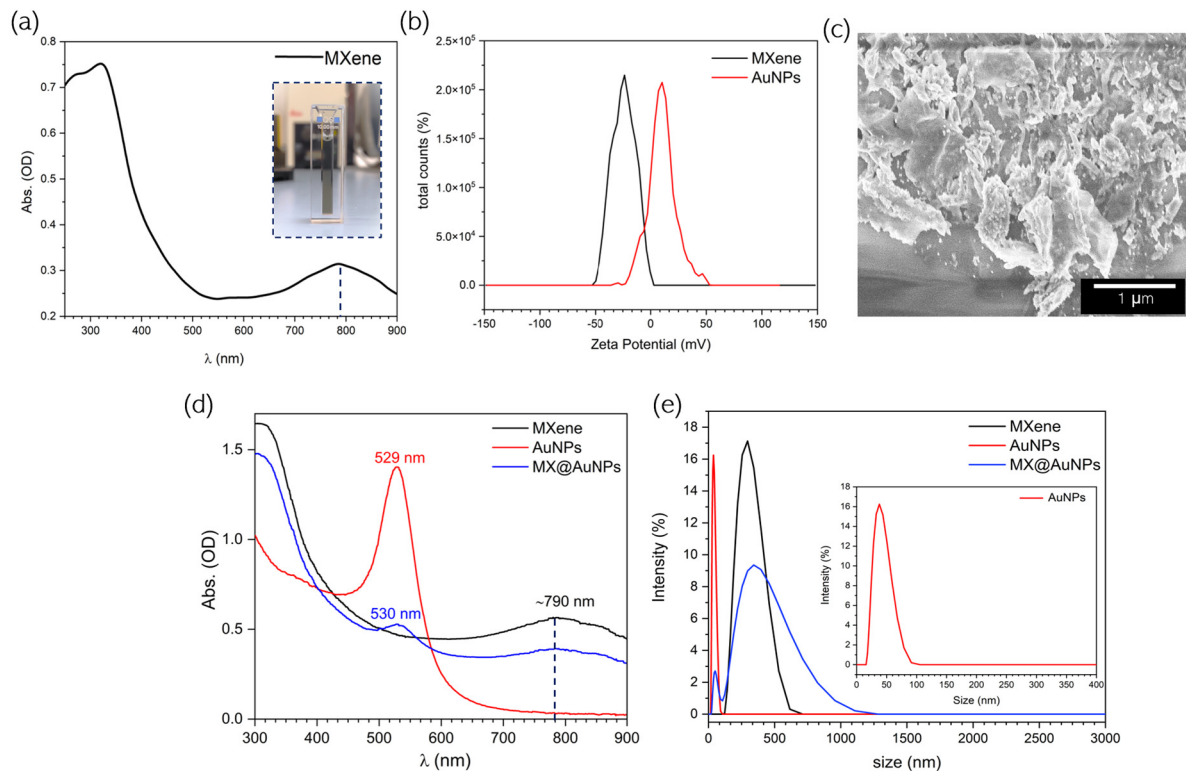 (a)
MXene
Abs. (OD)
0.8
0.7
0.6
0.5
0.4
0.3
0.2
300 400 500 600 700 800 900
λ (nm)
(b)
MXene
AuNPs
total counts (%)
2.5×10⁵
2.0×10⁵
1.5×10⁵
1.0×10⁵
5.0×10⁴
0.0
-150 -100 -50 0 50 100 150
Zeta Potential (mV)
(c)
1 µm
(d)
MXene
AuNPs
MX@AuNPs
529 nm
530 nm
~790 nm
Abs. (OD)
1.5
1.0
0.5
0.0
300 400 500 600 700 800 900
λ (nm)
(e)
MXene
AuNPs
MX@AuNPs
Intensity (%)
18
16
14
12
10
8
6
4
2
0
0 500 1000 1500 2000 2500 3000
size (nm)
AuNPs
Intensity (%)
18
16
14
12
10
8
6
4
2
0
0 50 100 150 200 250 300 350 400
Size (nm)